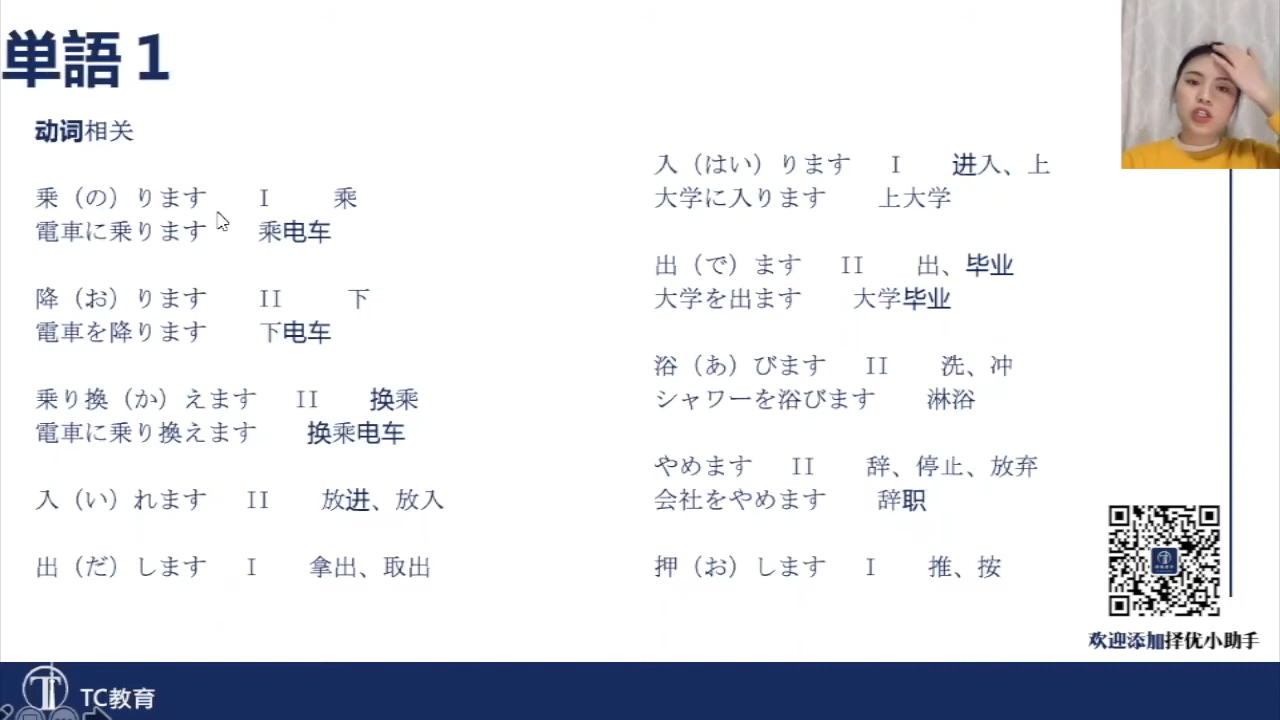 単語１
动词相关
乗（の）ります I 乘
電車に乗ります 乘电车
降（お）ります II 下
電車を降ります 下电车
乗り換（か）えます II 换乘
電車に乗り換えます 换乘电车
入（い）れます II 放进、放入
出（だ）します I 拿出、取出
入（はい）ります I 进入、上
大学に入ります 上大学
出（で）ます II 出、毕业
大学を出ます 大学毕业
浴（あ）びます II 洗、冲
シャワーを浴びます 淋浴
やめます II 辞、停止、放弃
会社をやめます 辞职
押（お）します I 推、按
欢迎添加择优小助手
TC教育